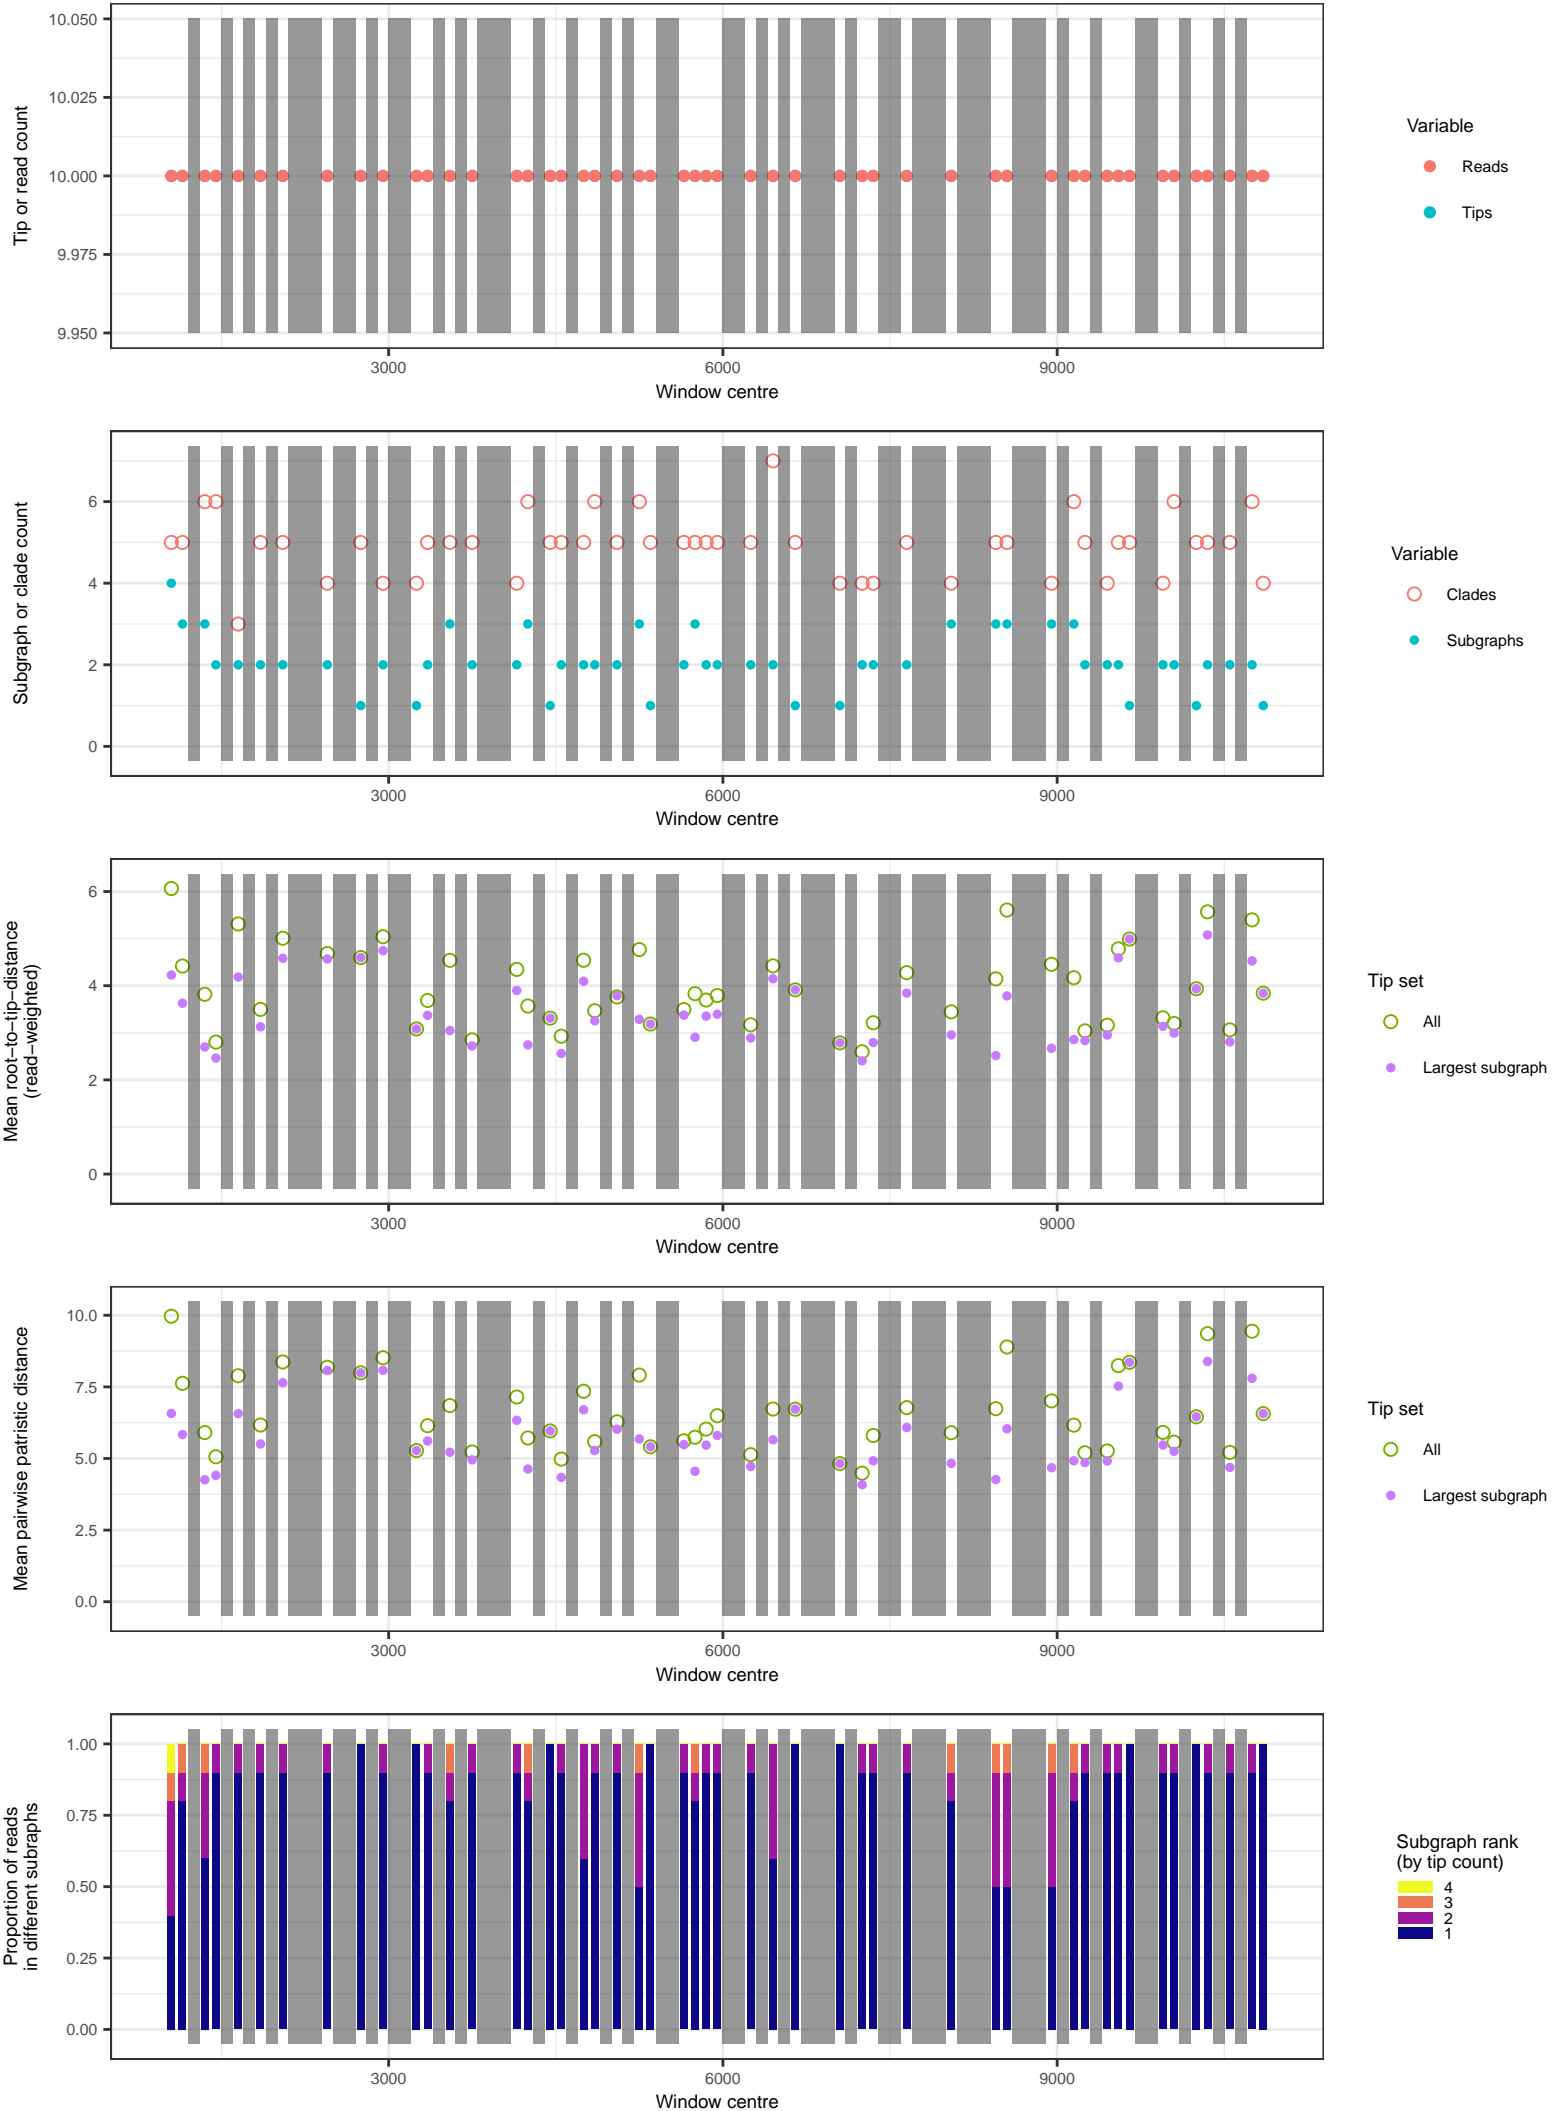 Tip or read count
10.050
10.025
10.000
9.975
9.950
3000 6000 9000
Window centre
Variable
Reads
Tips
Subgraph or clade count
6
4
2
0
3000 6000 9000
Window centre
Variable
Clades
Subgraphs
Mean root−to−tip−distance
(read−weighted)
6
4
2
0
3000 6000 9000
Window centre
Tip set
All
Largest subgraph
Mean pairwise patristic distance
10.0
7.5
5.0
2.5
0.0
3000 6000 9000
Window centre
Tip set
All
Largest subgraph
Proportion of reads
in different subraphs
1.00
0.75
0.50
0.25
0.00
3000 6000 9000
Window centre
Subgraph rank
(by tip count)
4
3
2
1